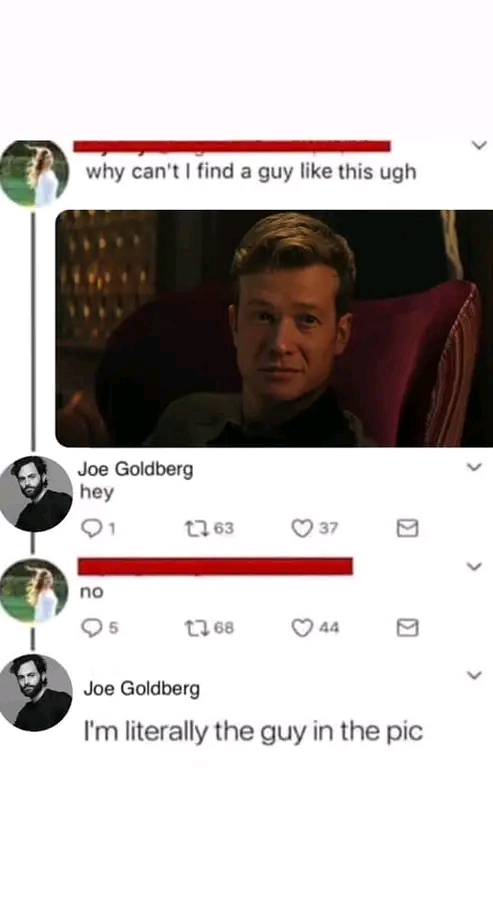 why can't I find a guy like this ugh
Joe Goldberg
hey
1 63 37
no
5 68 44
Joe Goldberg
I'm literally the guy in the pic